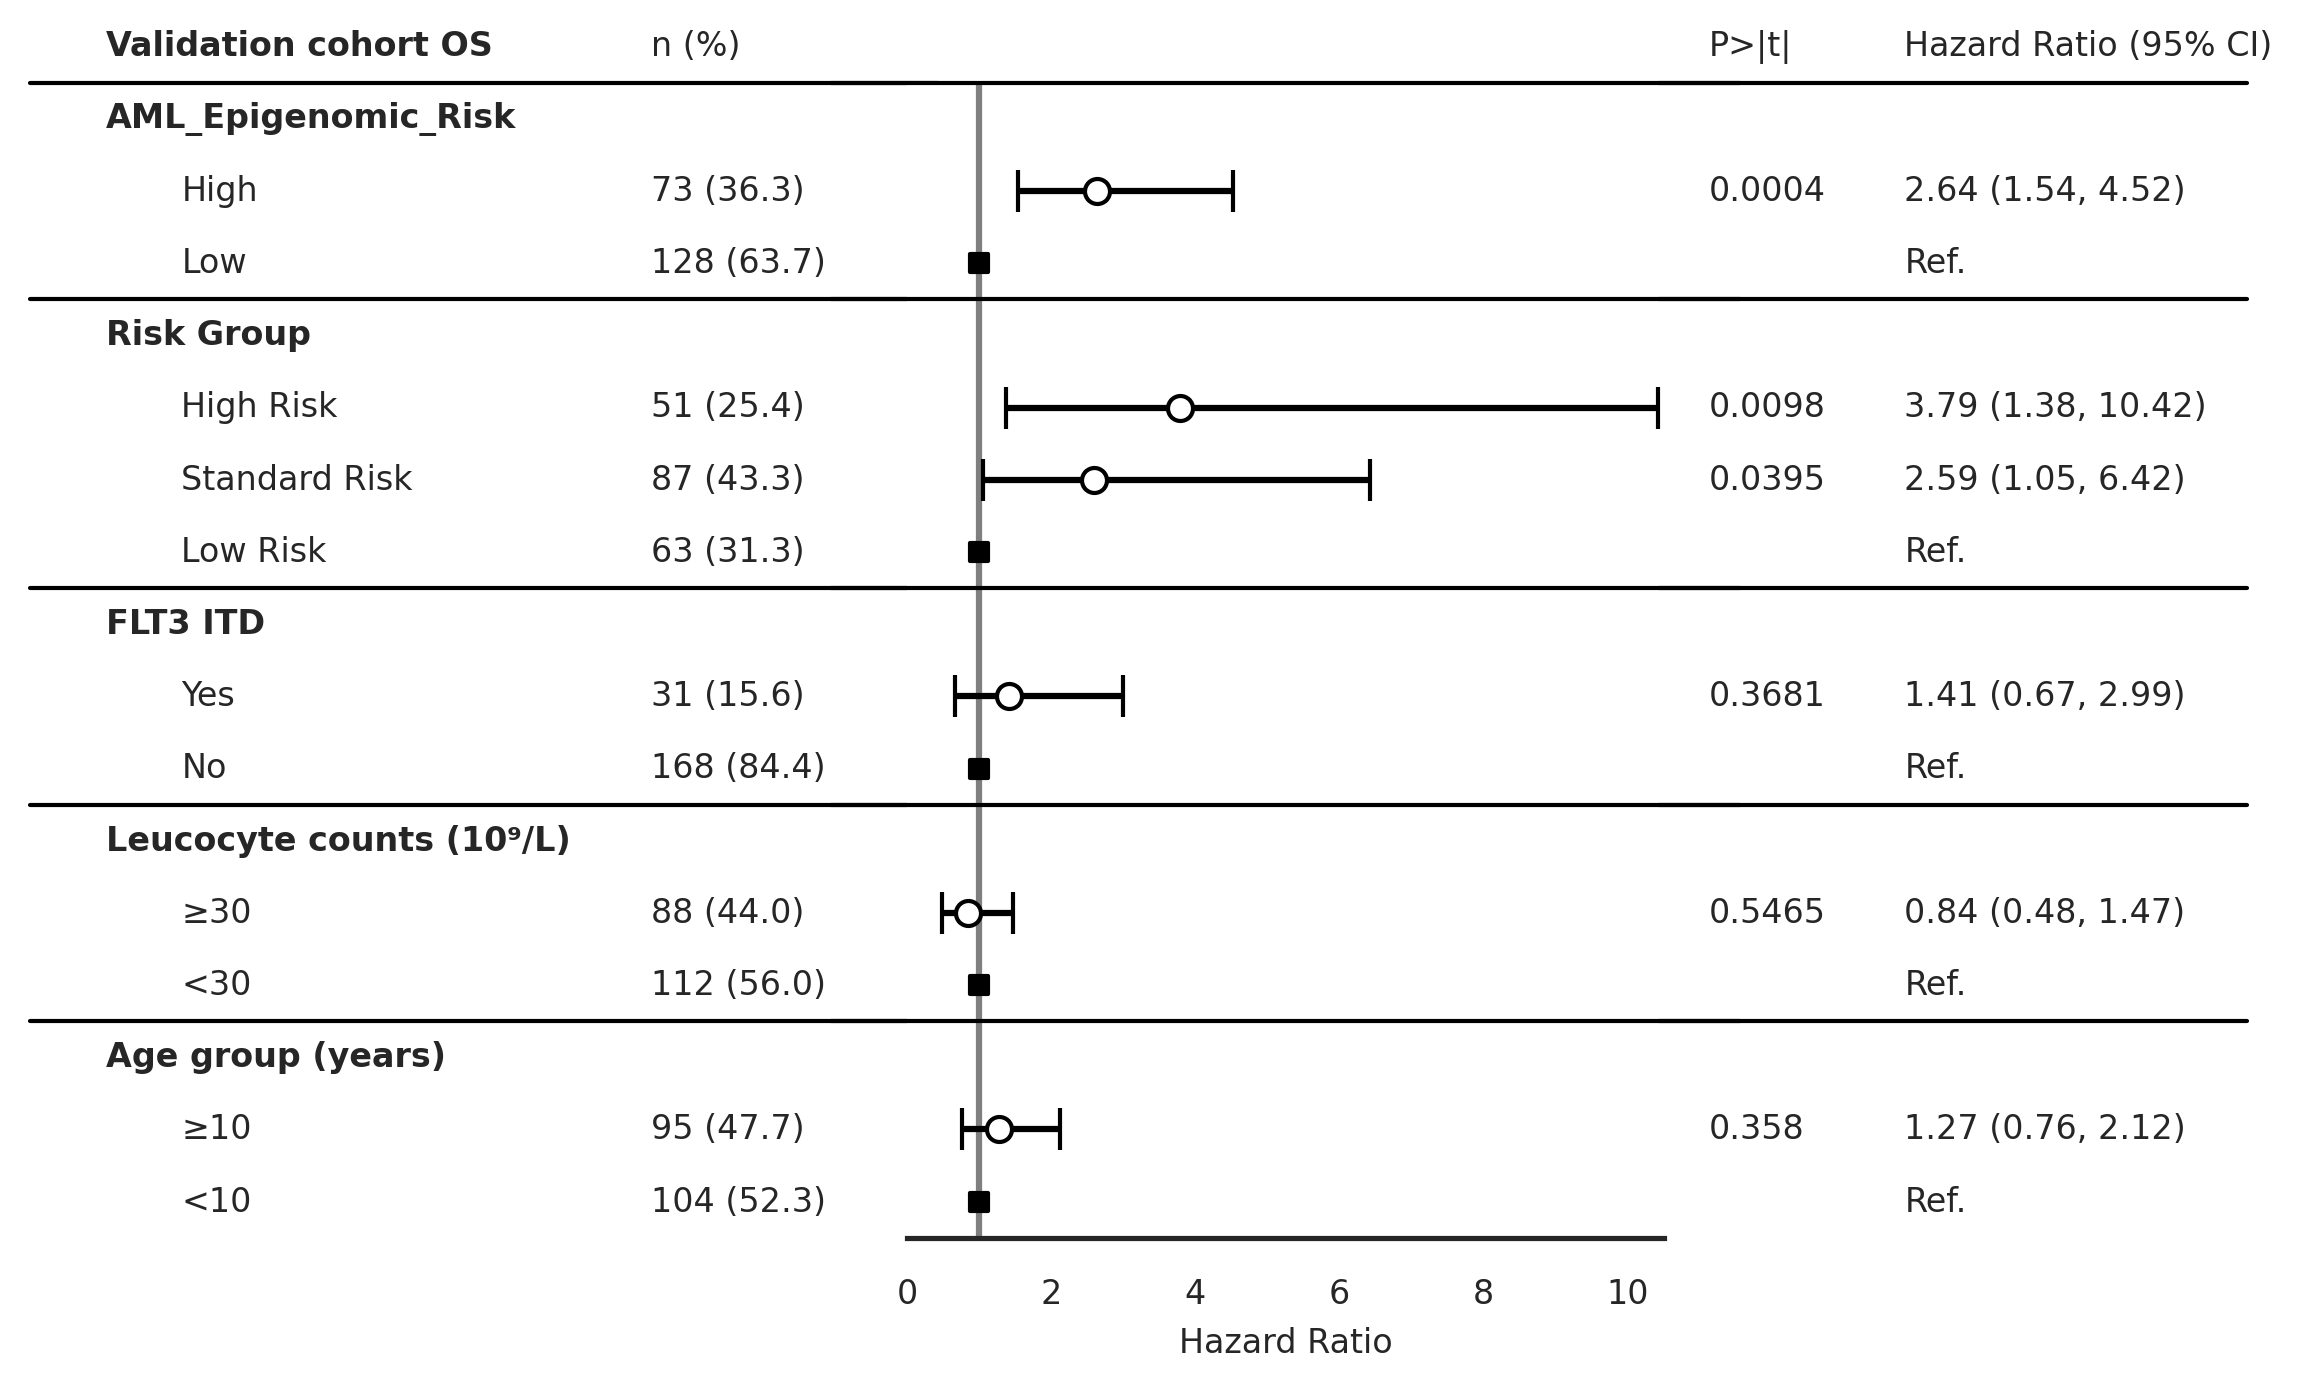 Validation cohort OS n (%) P>|t| Hazard Ratio (95% CI)
AML_Epigenomic_Risk
High 73 (36.3) 0.0004 2.64 (1.54, 4.52)
Low 128 (63.7) Ref.
Risk Group
High Risk 51 (25.4) 0.0098 3.79 (1.38, 10.42)
Standard Risk 87 (43.3) 0.0395 2.59 (1.05, 6.42)
Low Risk 63 (31.3) Ref.
FLT3 ITD
Yes 31 (15.6) 0.3681 1.41 (0.67, 2.99)
No 168 (84.4) Ref.
Leucocyte counts (10⁹/L)
≥30 88 (44.0) 0.5465 0.84 (0.48, 1.47)
<30 112 (56.0) Ref.
Age group (years)
≥10 95 (47.7) 0.358 1.27 (0.76, 2.12)
<10 104 (52.3) Ref.
0 2 4 6 8 10
Hazard Ratio